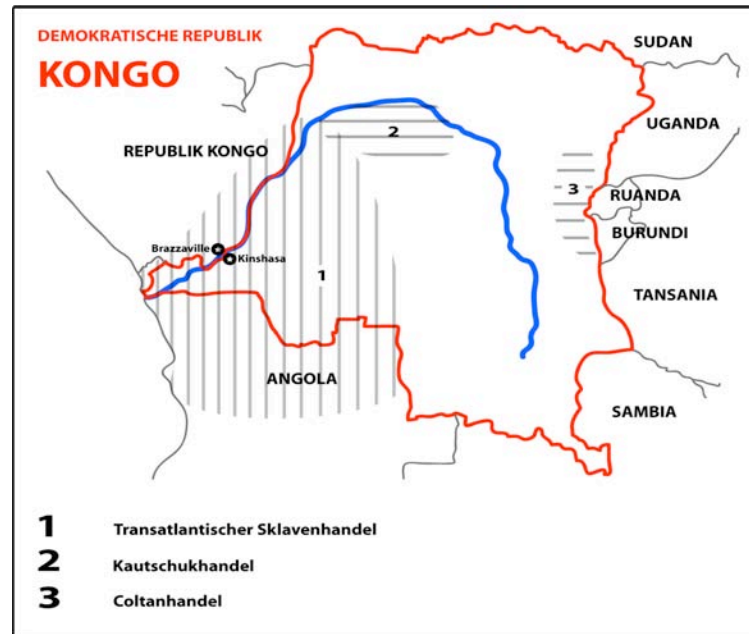 DEMOKRATISCHE REPUBLIK
KONGO
SUDAN
UGANDA
REPUBLIK KONGO
2
3
RUANDA
BURUNDI
Brazzaville
Kinshasa
1
TANSANIA
ANGOLA
SAMBIA
1 Transatlantischer Sklavenhandel
2 Kautschukhandel
3 Coltanhandel